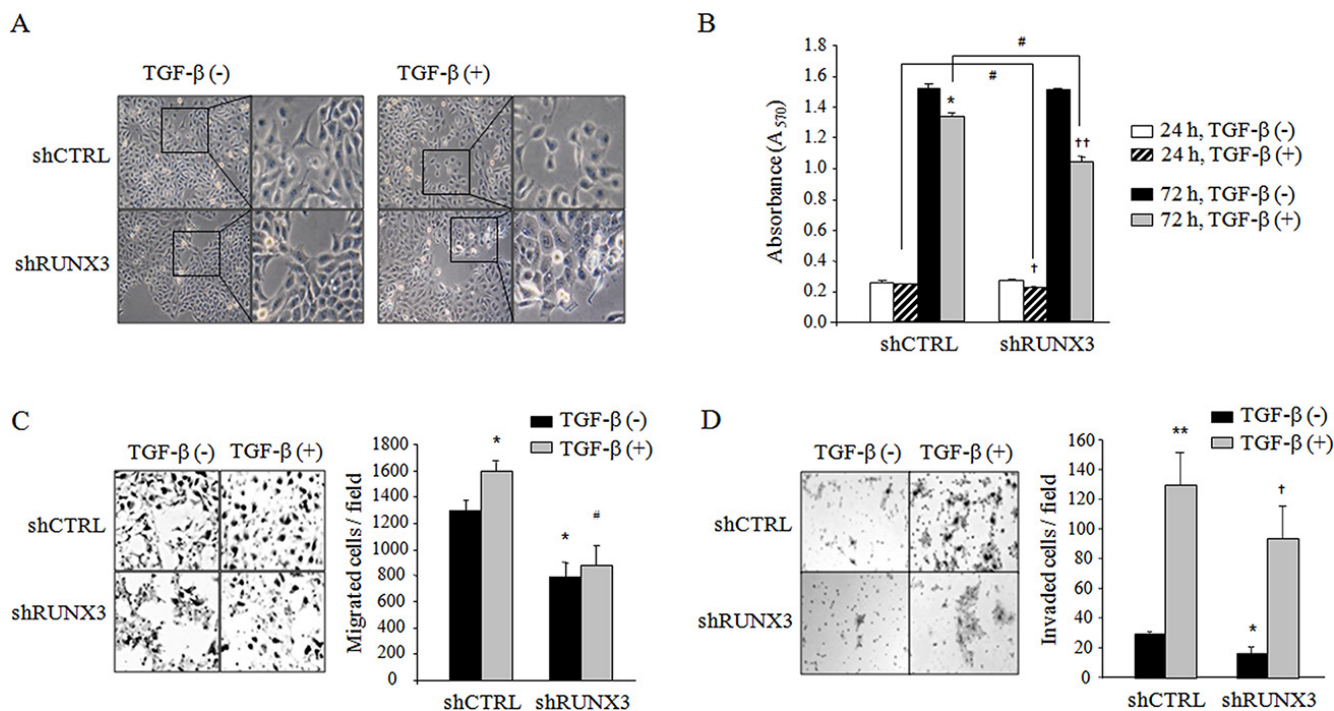 A
TGF-β (-)
TGF-β (+)
shCTRL
shRUNX3
B
Absorbance (A 570)
1.8
1.6
1.4
1.2
1.0
0.8
0.6
0.4
0.2
0.0
#
#
*
††
†
shCTRL
shRUNX3
24 h, TGF-β (-)
24 h, TGF-β (+)
72 h, TGF-β (-)
72 h, TGF-β (+)
C
TGF-β (-)
TGF-β (+)
shCTRL
shRUNX3
TGF-β (-)
TGF-β (+)
Migrated cells / field
1800
1600
1400
1200
1000
800
600
400
200
0
*
*
#
shCTRL
shRUNX3
D
TGF-β (-)
TGF-β (+)
shCTRL
shRUNX3
TGF-β (-)
TGF-β (+)
Invaded cells / field
160
140
120
100
80
60
40
20
0
**
*
†
shCTRL
shRUNX3